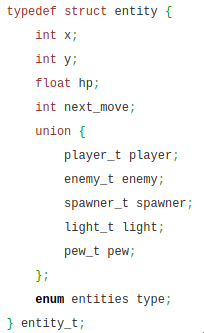 typedef struct entity {
    int x;
    int y;
    float hp;
    int next_move;
    union {
        player_t player;
        enemy_t enemy;
        spawner_t spawner;
        light_t light;
        pew_t pew;
    };
    enum entities type;
} entity_t;